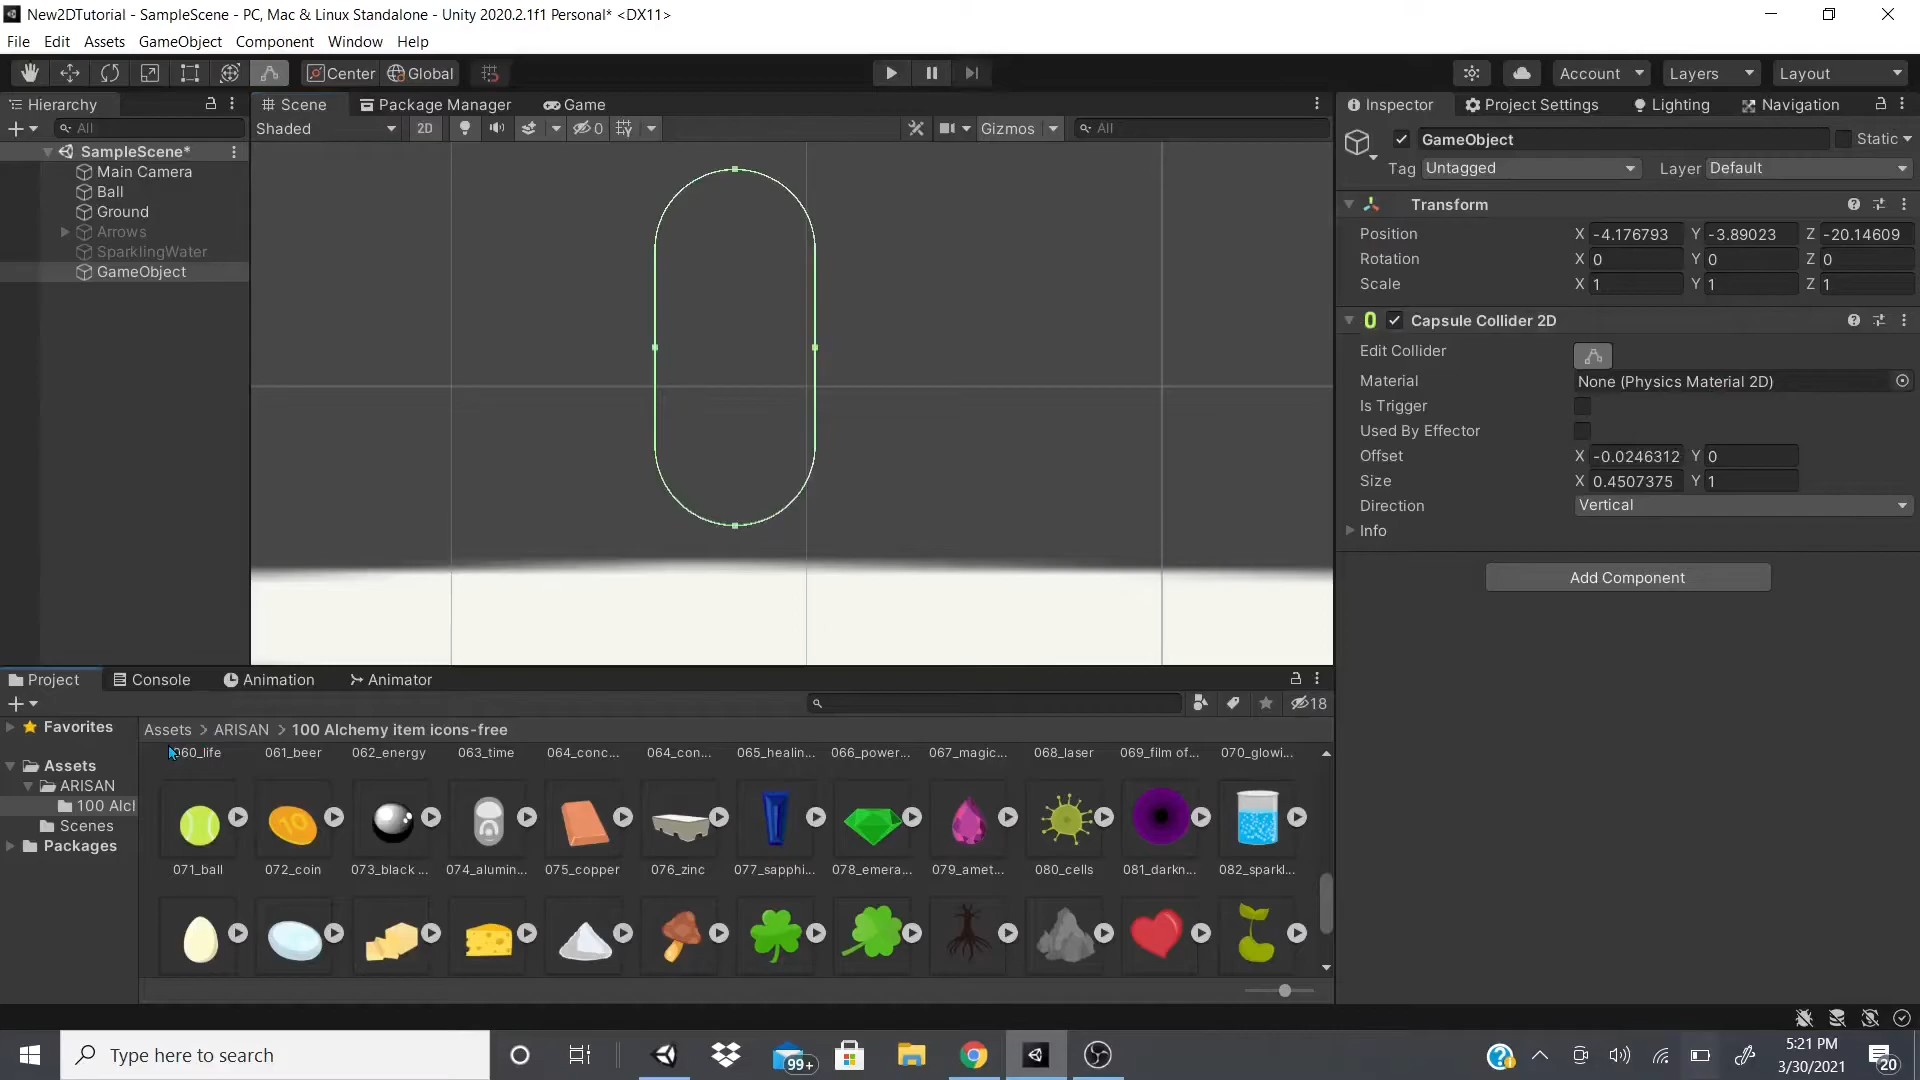 New2DTutorial - SampleScene - PC, Mac & Linux Standalone - Unity 2020.2.1f1 Personal* <DX11>
File Edit Assets GameObject Component Window Help
Center Global Account Layers Layout
Hierarchy
All
SampleScene*
Main Camera
Ball
Ground
Arrows
SparklingWater
GameObject
Scene Package Manager Game
Shaded 2D 0 Gizmos All
Inspector Project Settings Lighting Navigation
GameObject Static
Tag Untagged Layer Default
Transform
Position X -4.176793 Y -3.89023 Z -20.14609
Rotation X 0 Y 0 Z 0
Scale X 1 Y 1 Z 1
Capsule Collider 2D
Edit Collider
Material None (Physics Material 2D)
Is Trigger
Used By Effector
Offset X -0.0246312 Y 0
Size X 0.4507375 Y 1
Direction Vertical
Info
Add Component
Project Console Animation Animator
18
Favorites
Assets
ARISAN
100 Alcl
Scenes
Packages
Assets > ARISAN > 100 Alchemy item icons-free
060_life 061_beer 062_energy 063_time 064_conc... 064_con... 065_healin... 066_power... 067_magic... 068_laser 069_film of... 070_glowi...
10
071_ball 072_coin 073_black ... 074_alumin... 075_copper 076_zinc 077_sapphi... 078_emera... 079_amet... 080_cells 081_darkn... 082_sparkl...
Type here to search
99+
5:21 PM
3/30/2021
20